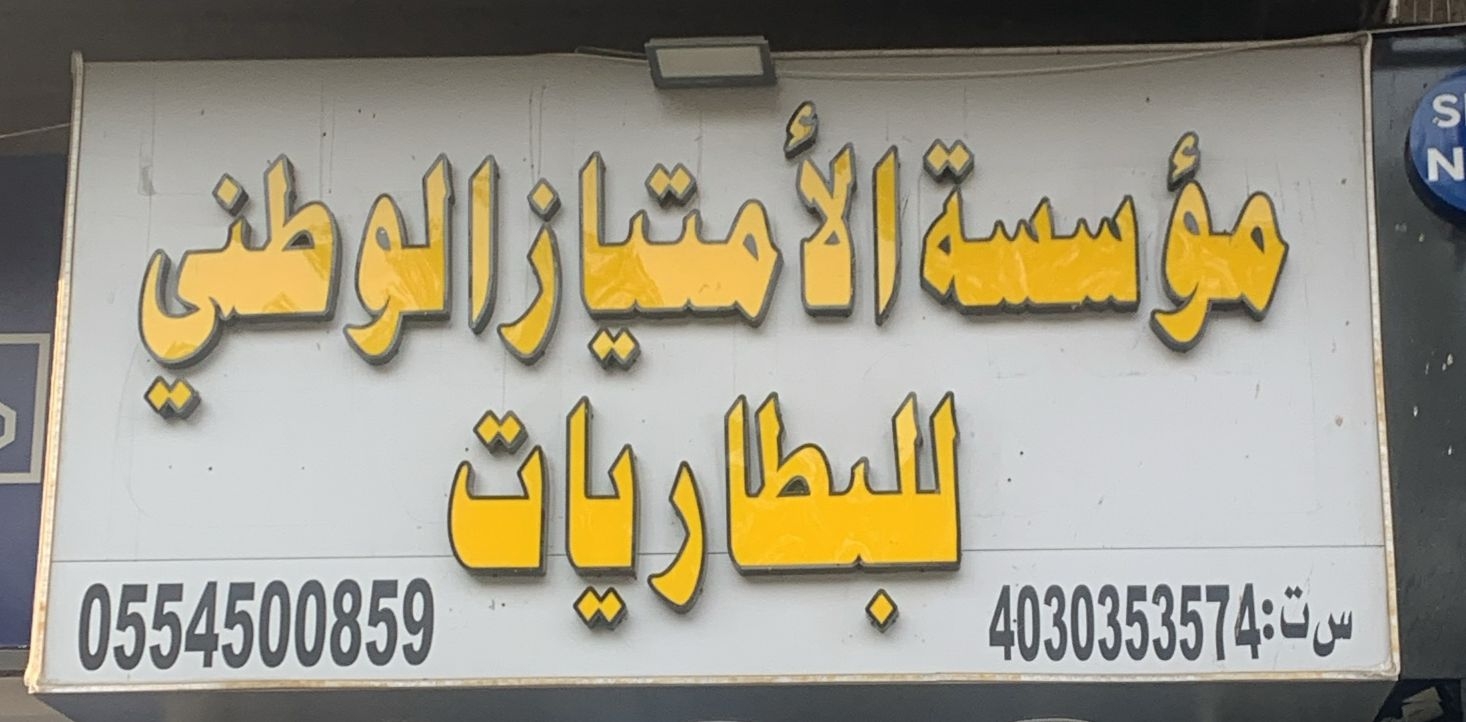 مؤسسة الأمتياز الوطني
للبطاريات
س ت: 4030353574
0554500859